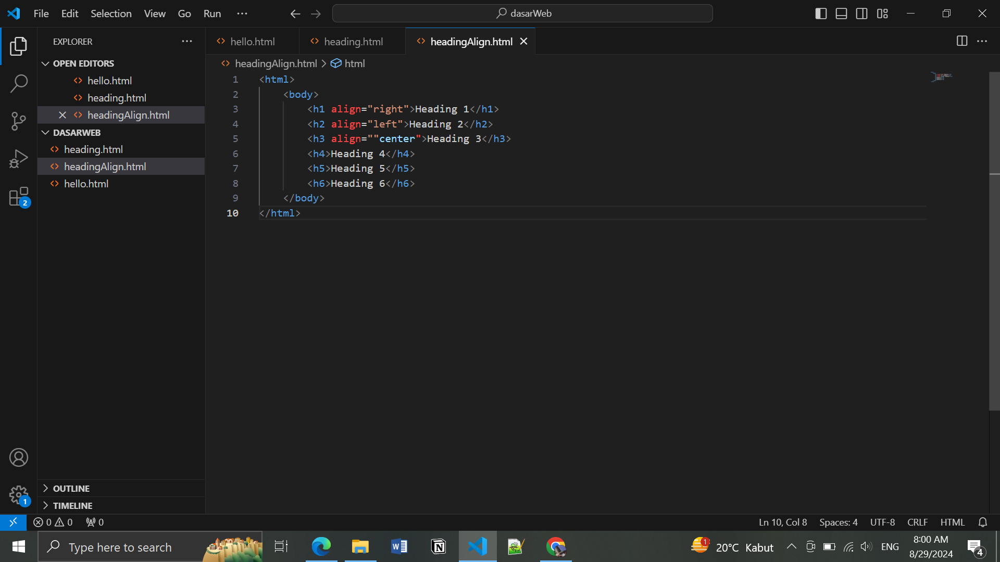 File Edit Selection View Go Run ···
dasarWeb
EXPLORER
OPEN EDITORS
hello.html
heading.html
headingAlign.html
DASARWEB
heading.html
headingAlign.html
hello.html
2
OUTLINE
1
TIMELINE
hello.html heading.html headingAlign.html
headingAlign.html > html
1 <html>
2 <body>
3 <h1 align="right">Heading 1</h1>
4 <h2 align="left">Heading 2</h2>
5 <h3 align=""center">Heading 3</h3>
6 <h4>Heading 4</h4>
7 <h5>Heading 5</h5>
8 <h6>Heading 6</h6>
9 </body>
10 </html>
0 0 0
Ln 10, Col 8 Spaces: 4 UTF-8 CRLF HTML
Type here to search
1 20°C Kabut ENG
8:00 AM
8/29/2024
4